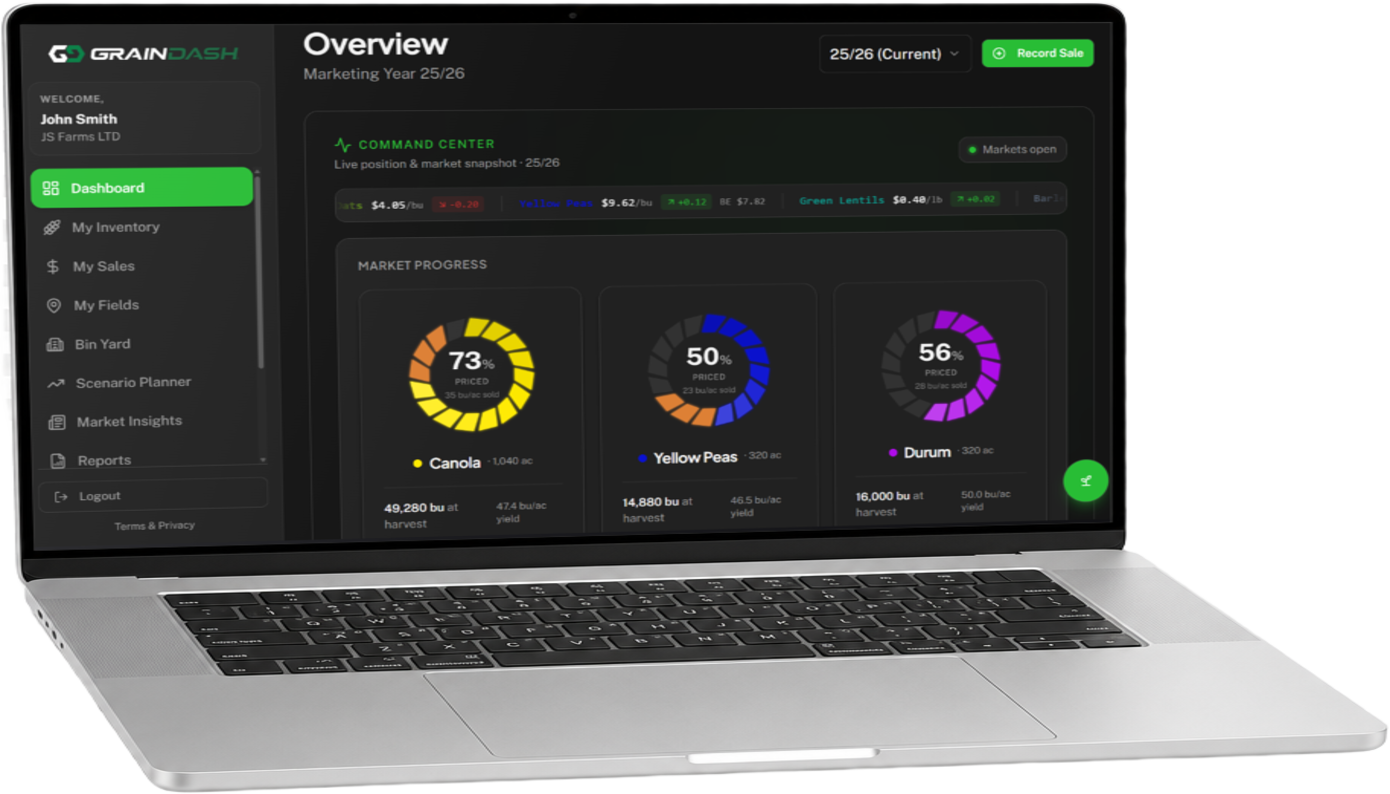 GRAINDASH
WELCOME,
John Smith
JS Farms LTD
Dashboard
My Inventory
My Sales
My Fields
Bin Yard
Scenario Planner
Market Insights
Reports
Logout
Terms & Privacy
Overview
Marketing Year 25/26
25/26 (Current)
Record Sale
COMMAND CENTER
Live position & market snapshot · 25/26
Markets open
$4.05/bu -0.20 Yellow Peas $9.62/bu +0.12 BE $7.82 Green Lentils $0.40/lb +0.02
MARKET PROGRESS
73%
PRICED
35 bu/ac sold
Canola · 1,040 ac
49,280 bu at
harvest
47.4 bu/ac
yield
50%
PRICED
23 bu/ac sold
Yellow Peas · 320 ac
14,880 bu at
harvest
46.5 bu/ac
yield
56%
PRICED
28 bu/ac sold
Durum · 320 ac
16,000 bu at
harvest
50.0 bu/ac
yield